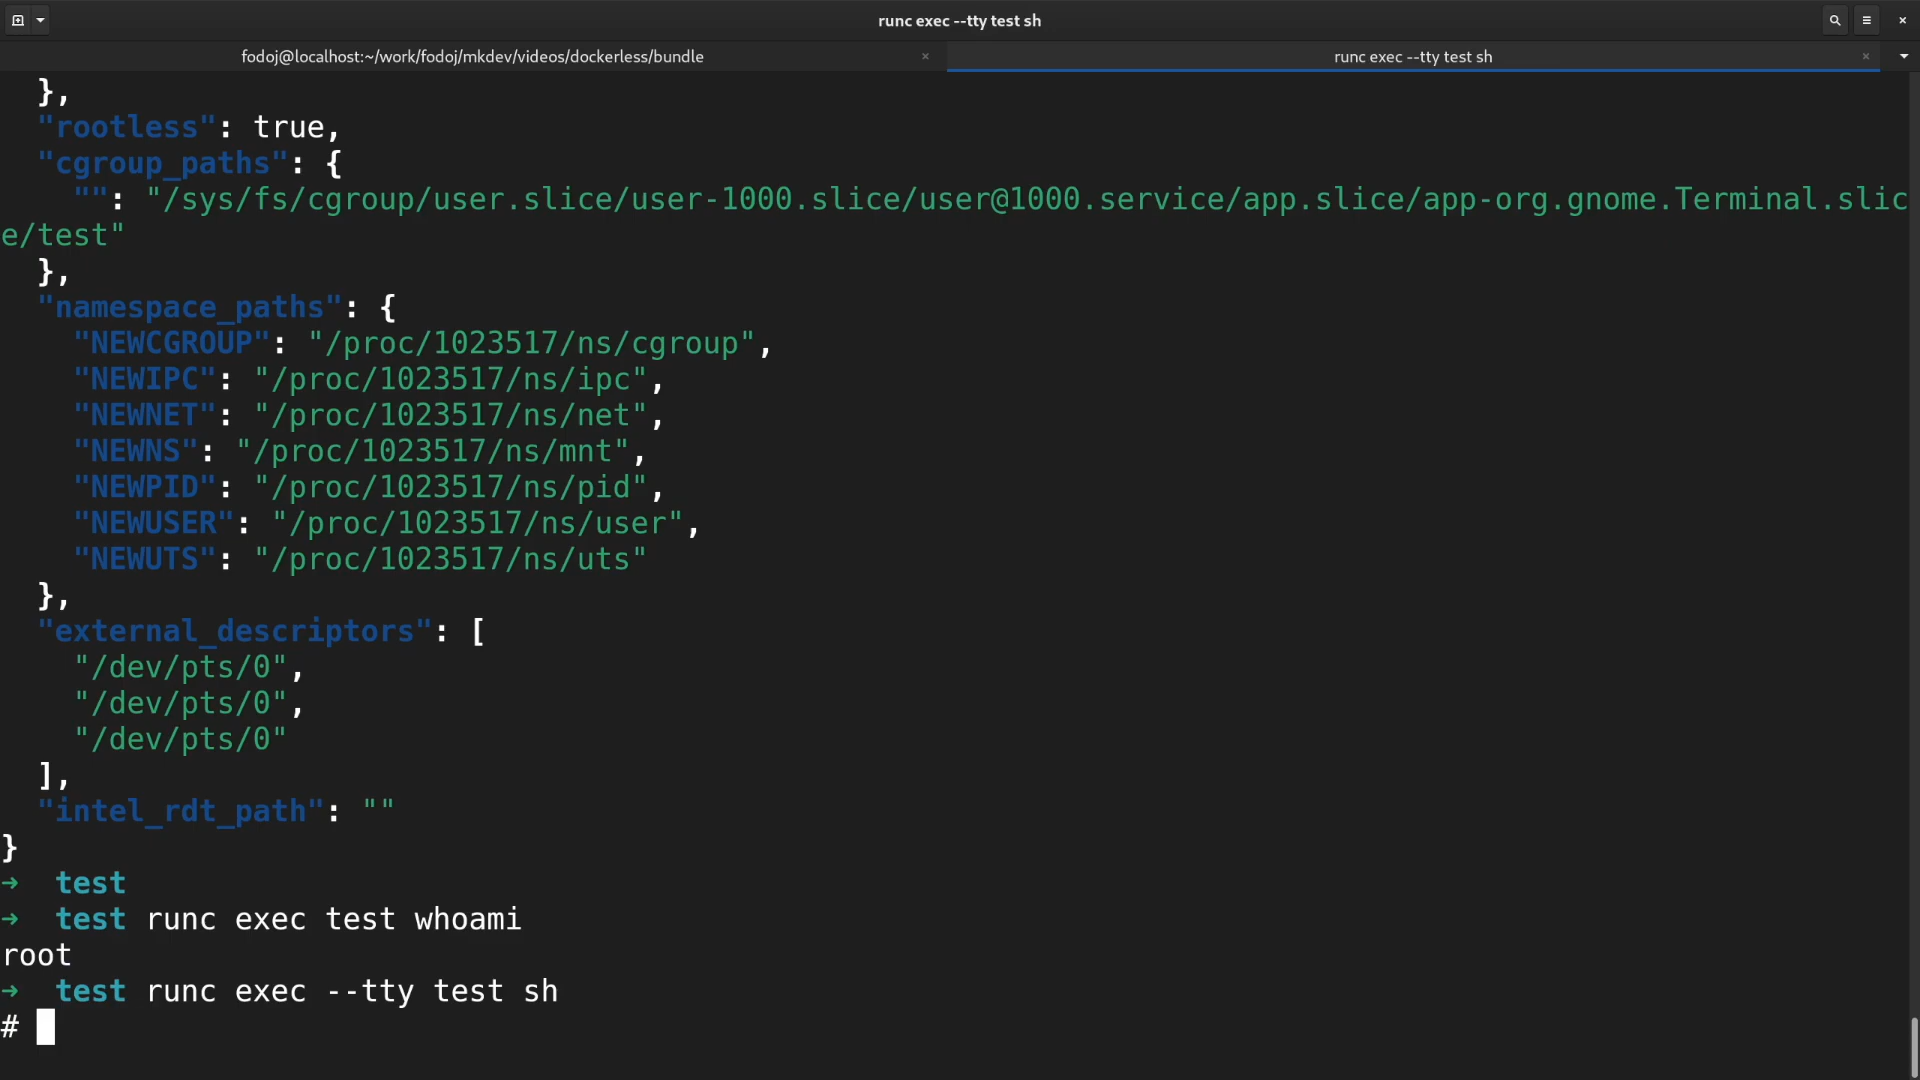 runc exec --tty test sh
fodoj@localhost:~/work/fodoj/mkdev/videos/dockerless/bundle × runc exec --tty test sh ×
},
"rootless": true,
"cgroup_paths": {
"": "/sys/fs/cgroup/user.slice/user-1000.slice/user@1000.service/app.slice/app-org.gnome.Terminal.slic
e/test"
},
"namespace_paths": {
"NEWCGROUP": "/proc/1023517/ns/cgroup",
"NEWIPC": "/proc/1023517/ns/ipc",
"NEWNET": "/proc/1023517/ns/net",
"NEWNS": "/proc/1023517/ns/mnt",
"NEWPID": "/proc/1023517/ns/pid",
"NEWUSER": "/proc/1023517/ns/user",
"NEWUTS": "/proc/1023517/ns/uts"
},
"external_descriptors": [
"/dev/pts/0",
"/dev/pts/0",
"/dev/pts/0"
],
"intel_rdt_path": ""
}
→ test
→ test runc exec test whoami
root
→ test runc exec --tty test sh
#